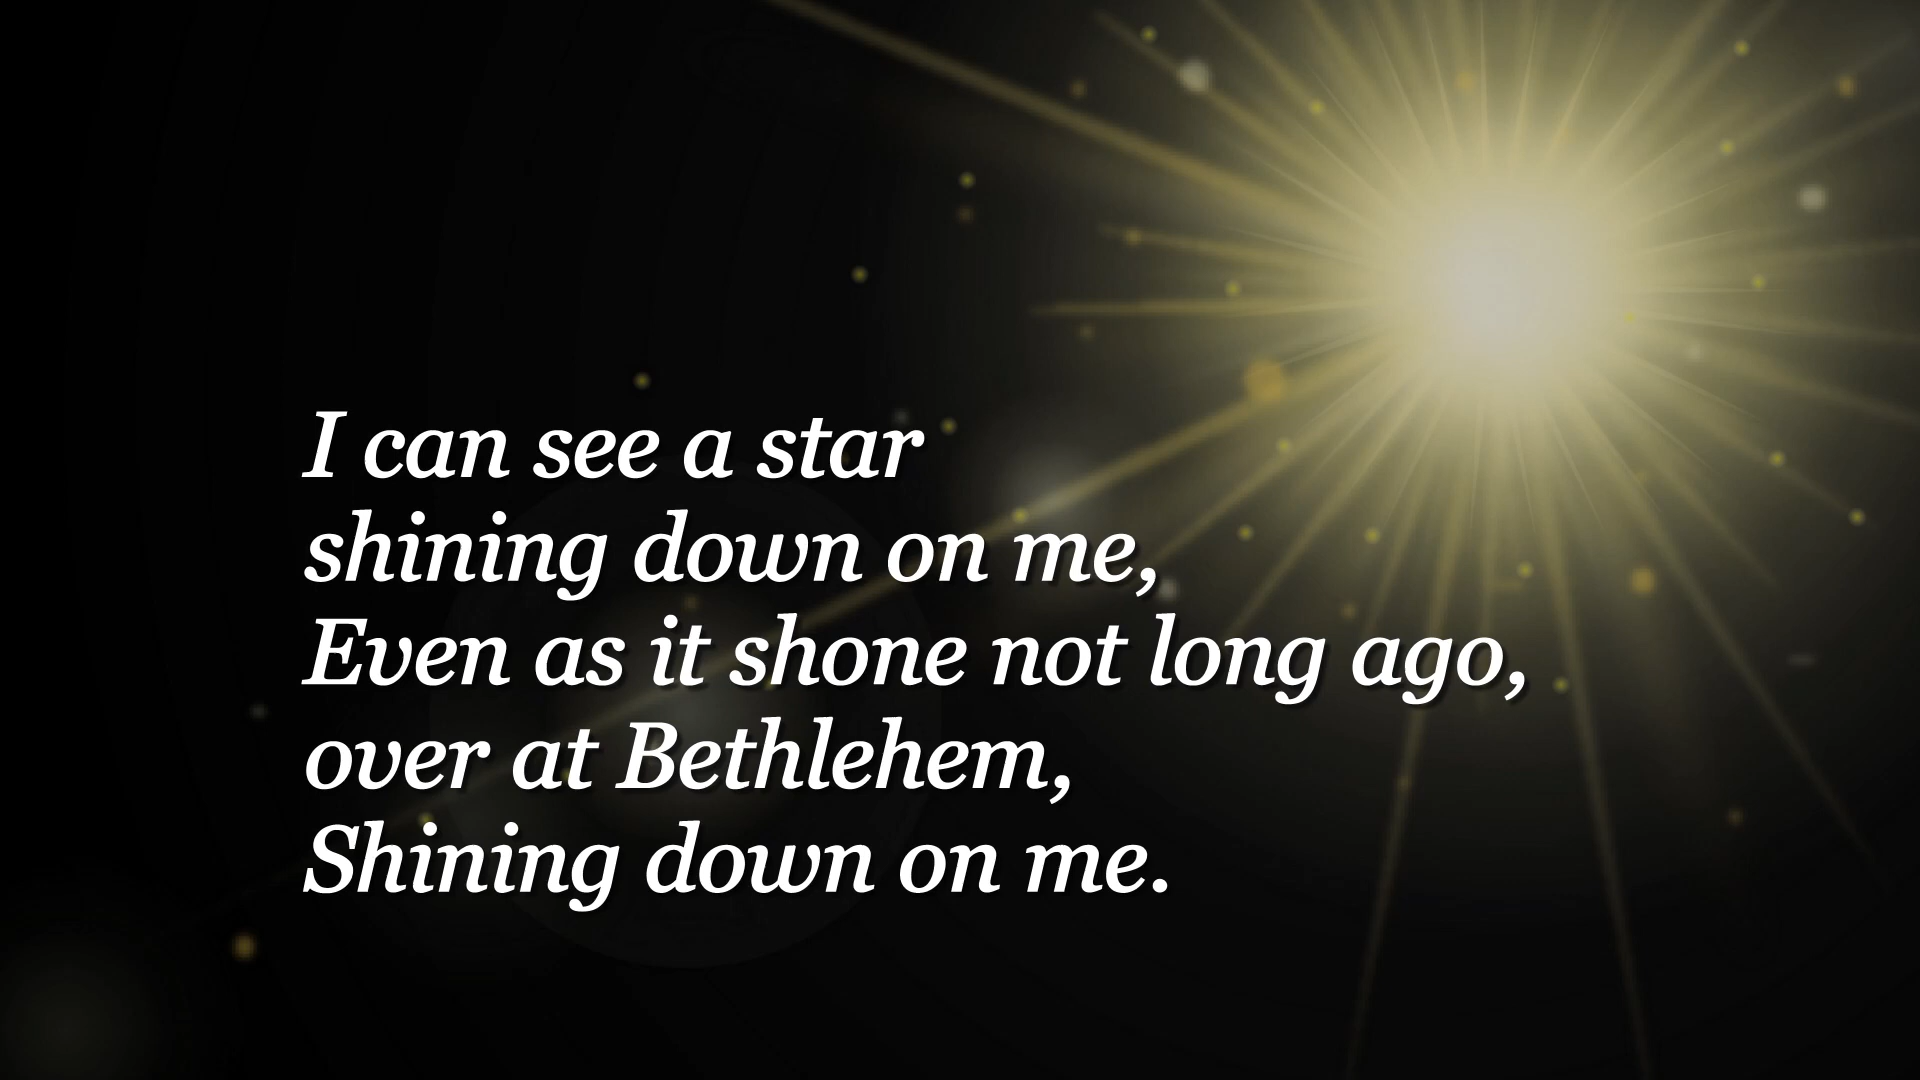 I can see a star
shining down on me,
Even as it shone not long ago,
over at Bethlehem,
Shining down on me.